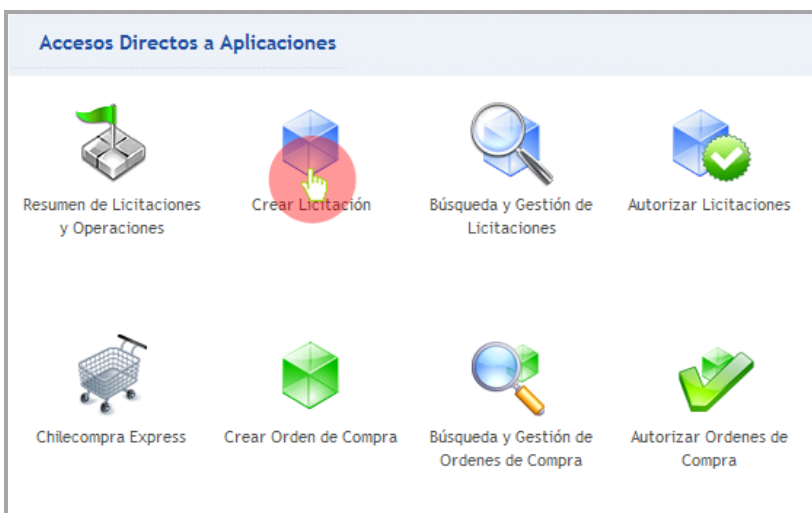 Accesos Directos a Aplicaciones
Resumen de Licitaciones
y Operaciones
Crear Licitación
Búsqueda y Gestión de
Licitaciones
Autorizar Licitaciones
Chilecompra Express
Crear Orden de Compra
Búsqueda y Gestión de
Ordenes de Compra
Autorizar Ordenes de
Compra